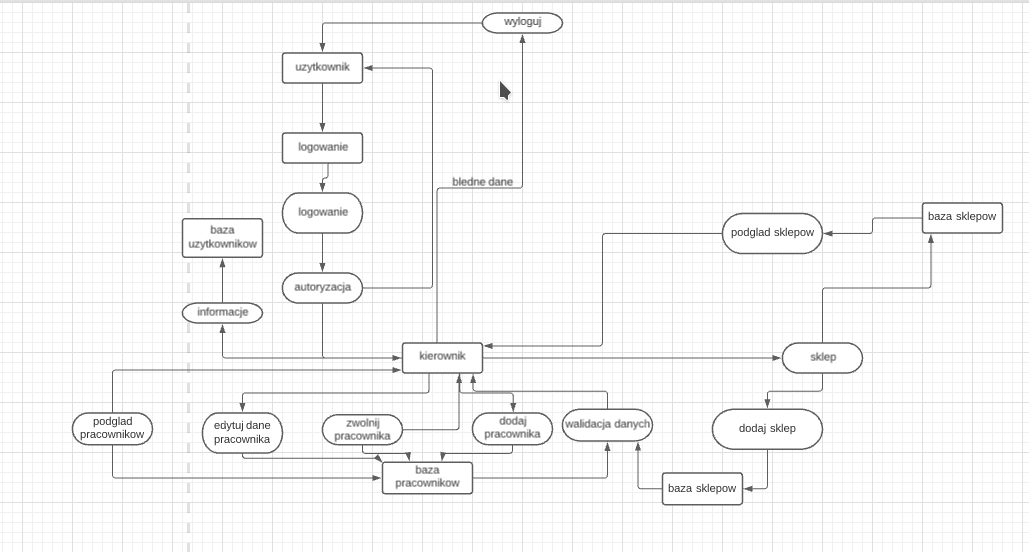 wyloguj
uzytkownik
logowanie
bledne dane
logowanie
baza
uzytkownikow
podglad sklepow
baza sklepow
autoryzacja
informacje
kierownik
sklep
podglad
pracownikow
edytuj dane
pracownika
zwolnij
pracownika
dodaj
pracownika
walidacja danych
dodaj sklep
baza
pracownikow
baza sklepow